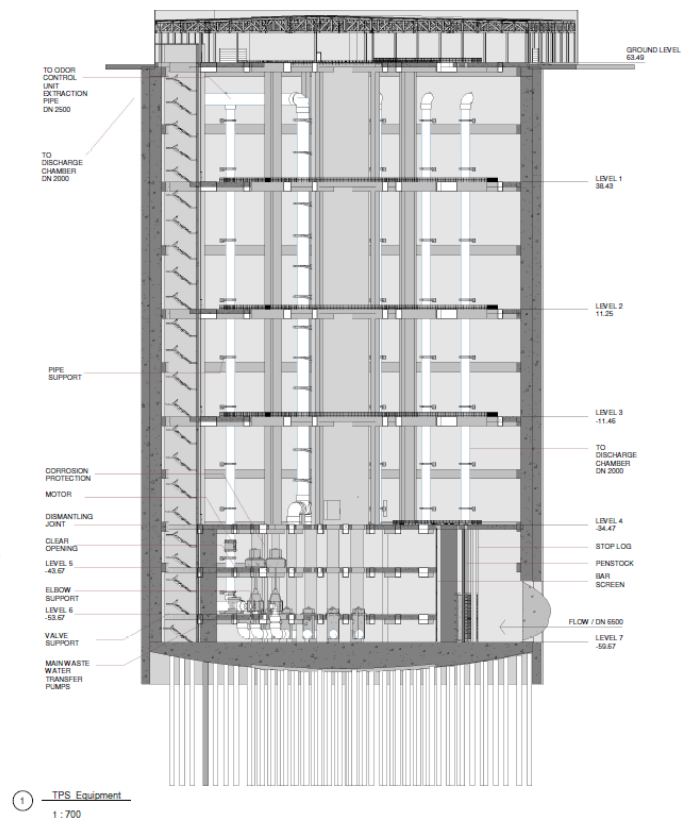 GROUND LEVEL
63.49
TO ODOR
CONTROL
UNIT
EXTRACTION
PIPE
DN 2500
TO
DISCHARGE
CHAMBER
DN 2000
LEVEL 1
38.43
LEVEL 2
11.25
PIPE
SUPPORT
LEVEL 3
-11.46
TO
DISCHARGE
CHAMBER
DN 2000
CORROSION
PROTECTION
MOTOR
DISMANTLING
JOINT
LEVEL 4
-34.47
CLEAR
OPENING
STOP LOG
LEVEL 5
-43.67
PENSTOCK
BAR
SCREEN
ELBOW
SUPPORT
LEVEL 6
-53.67
FLOW / DN 6500
VALVE
SUPPORT
LEVEL 7
-59.67
MAIN WASTE
WATER
TRANSFER
PUMPS
1
TPS Equipment
1 : 700